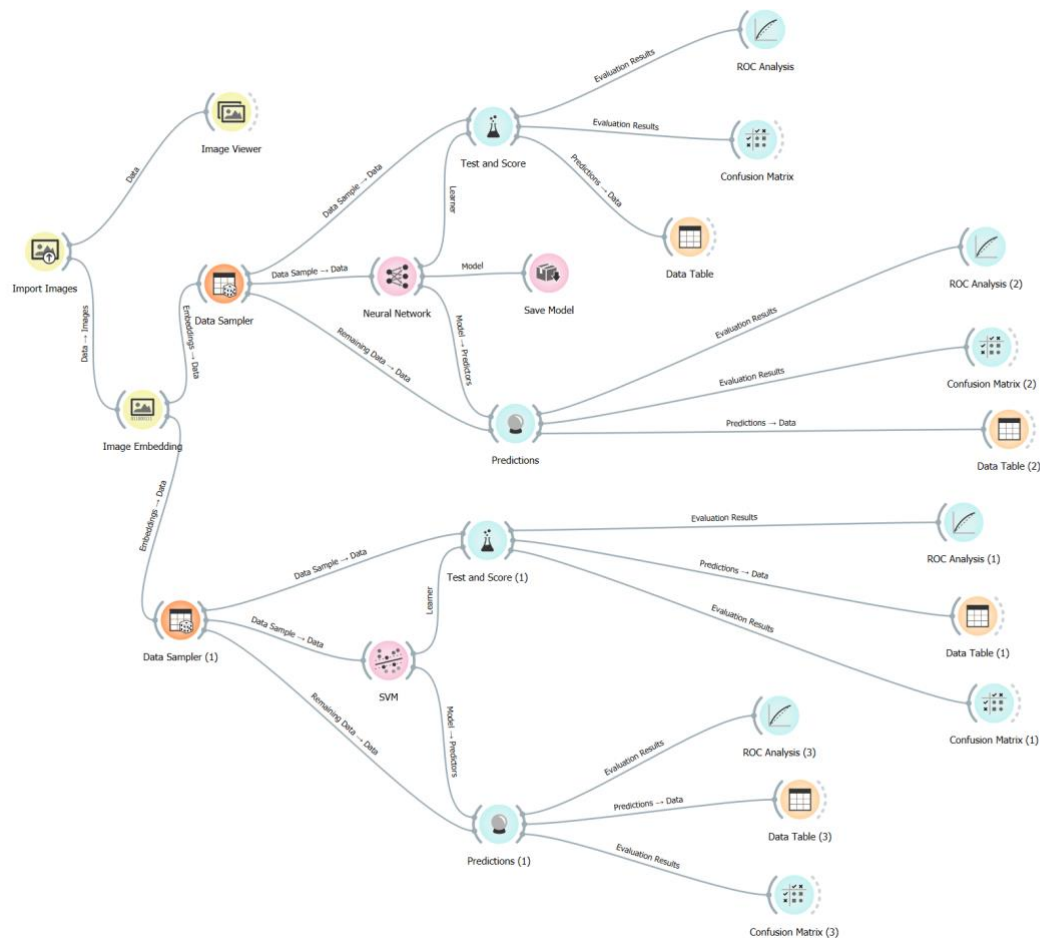 Evaluation Results
ROC Analysis
Image Viewer
Data
Test and Score
Evaluation Results
Confusion Matrix
Predictions → Data
Data Sample → Data
Learner
Import Images
Data Table
ROC Analysis (2)
Data → Images
Data Sampler
Data Sample → Data
Neural Network
Model
Save Model
Embeddings → Data
Remaining Data → Data
Model → Predictors
Evaluation Results
Evaluation Results
Confusion Matrix (2)
Image Embedding
Predictions
Predictions → Data
Data Table (2)
Embeddings → Data
Evaluation Results
ROC Analysis (1)
Data Sample → Data
Test and Score (1)
Predictions → Data
Learner
Evaluation Results
Data Sampler (1)
Data Sample → Data
Data Table (1)
SVM
Remaining Data → Data
Model → Predictors
Confusion Matrix (1)
Evaluation Results
ROC Analysis (3)
Predictions → Data
Data Table (3)
Predictions (1)
Evaluation Results
Confusion Matrix (3)